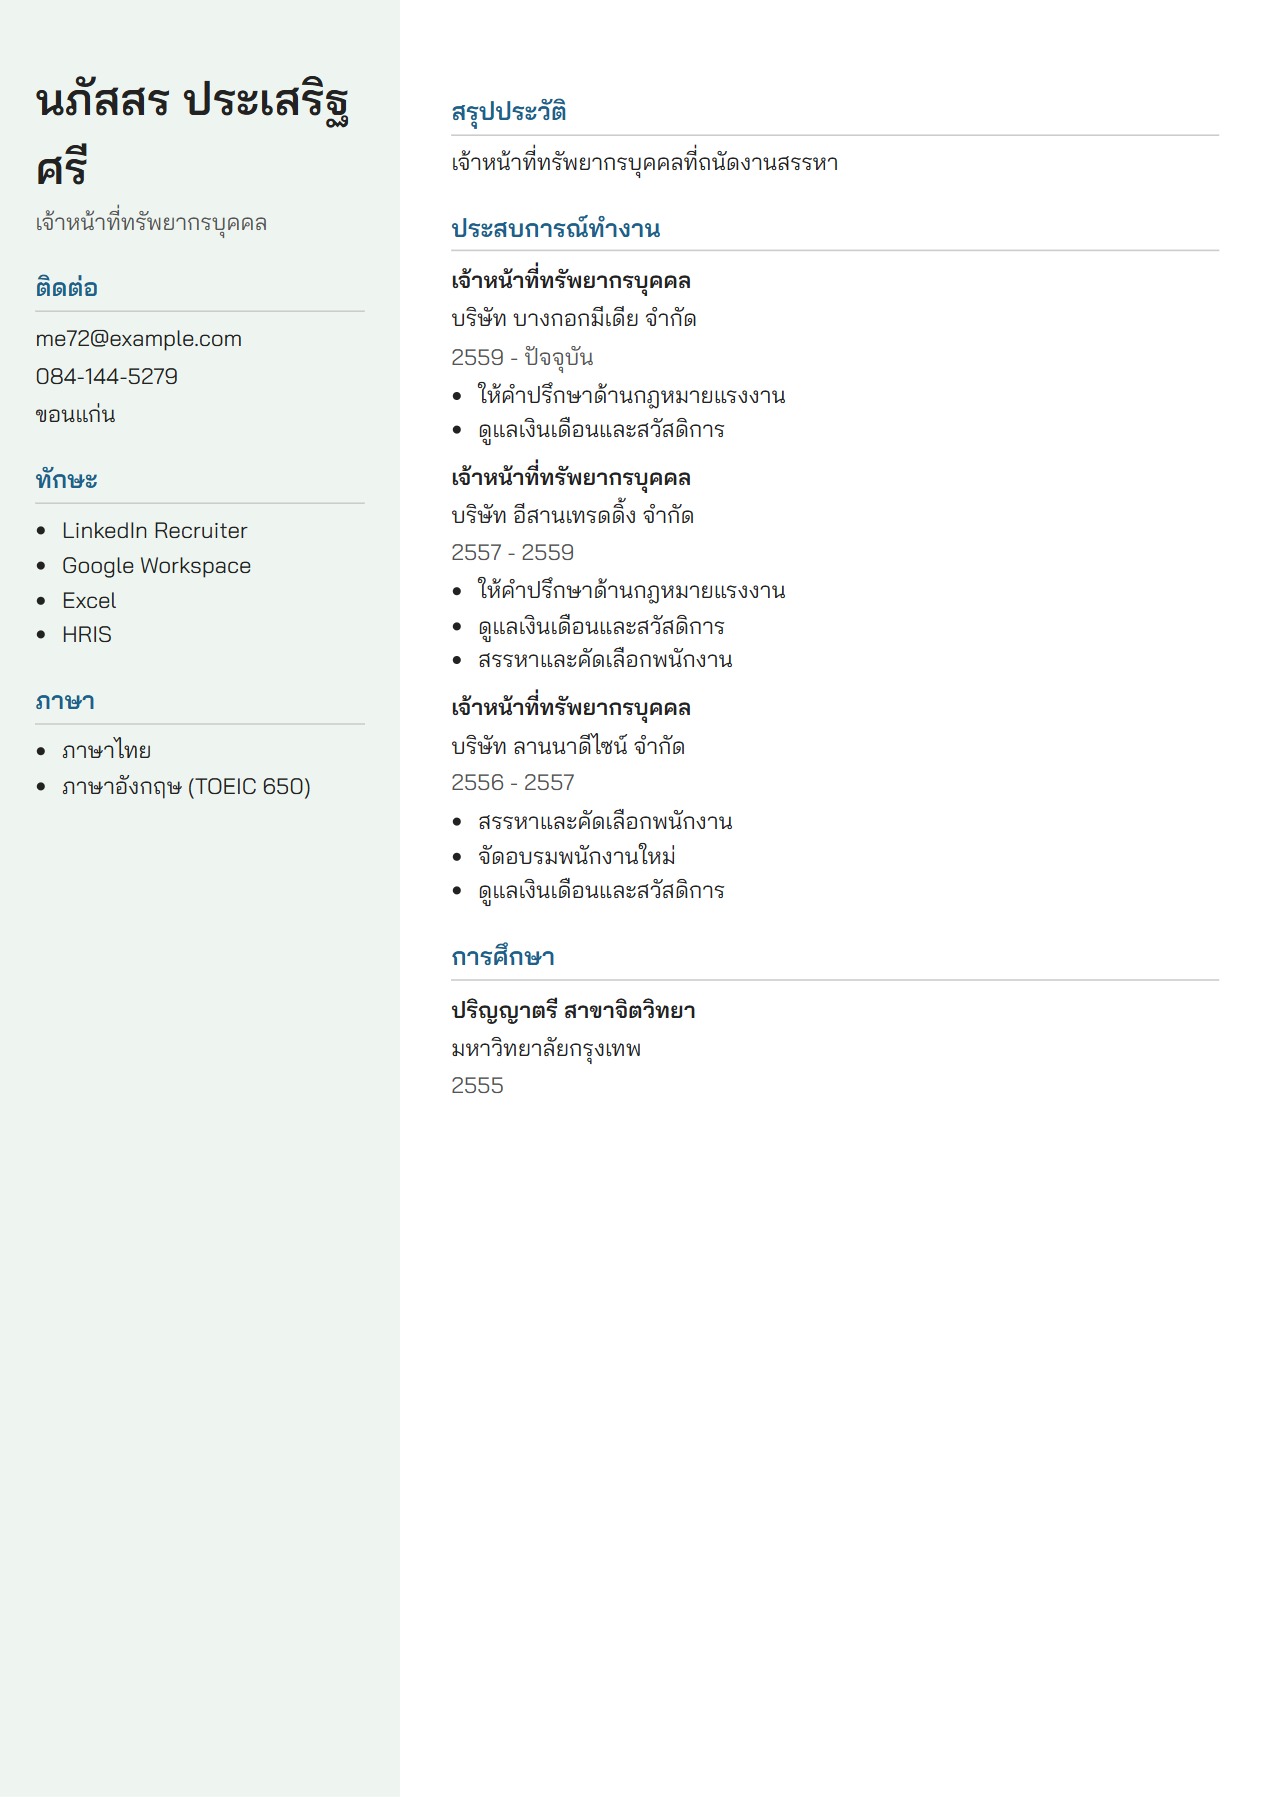 นภัสสร ประเสริฐ
ศรี
เจ้าหน้าที่ทรัพยากรบุคคล
ติดต่อ
me72@example.com
084-144-5279
ขอนแก่น
ทักษะ
• LinkedIn Recruiter
• Google Workspace
• Excel
• HRIS
ภาษา
• ภาษาไทย
• ภาษาอังกฤษ (TOEIC 650)
สรุปประวัติ
เจ้าหน้าที่ทรัพยากรบุคคลที่ถนัดงานสรรหา
ประสบการณ์ทำงาน
เจ้าหน้าที่ทรัพยากรบุคคล
บริษัท บางกอกมีเดีย จำกัด
2559 - ปัจจุบัน
• ให้คำปรึกษาด้านกฎหมายแรงงาน
• ดูแลเงินเดือนและสวัสดิการ
เจ้าหน้าที่ทรัพยากรบุคคล
บริษัท อีสานเทรดดิ้ง จำกัด
2557 - 2559
• ให้คำปรึกษาด้านกฎหมายแรงงาน
• ดูแลเงินเดือนและสวัสดิการ
• สรรหาและคัดเลือกพนักงาน
เจ้าหน้าที่ทรัพยากรบุคคล
บริษัท ลานนาดีไซน์ จำกัด
2556 - 2557
• สรรหาและคัดเลือกพนักงาน
• จัดอบรมพนักงานใหม่
• ดูแลเงินเดือนและสวัสดิการ
การศึกษา
ปริญญาตรี สาขาจิตวิทยา
มหาวิทยาลัยกรุงเทพ
2555